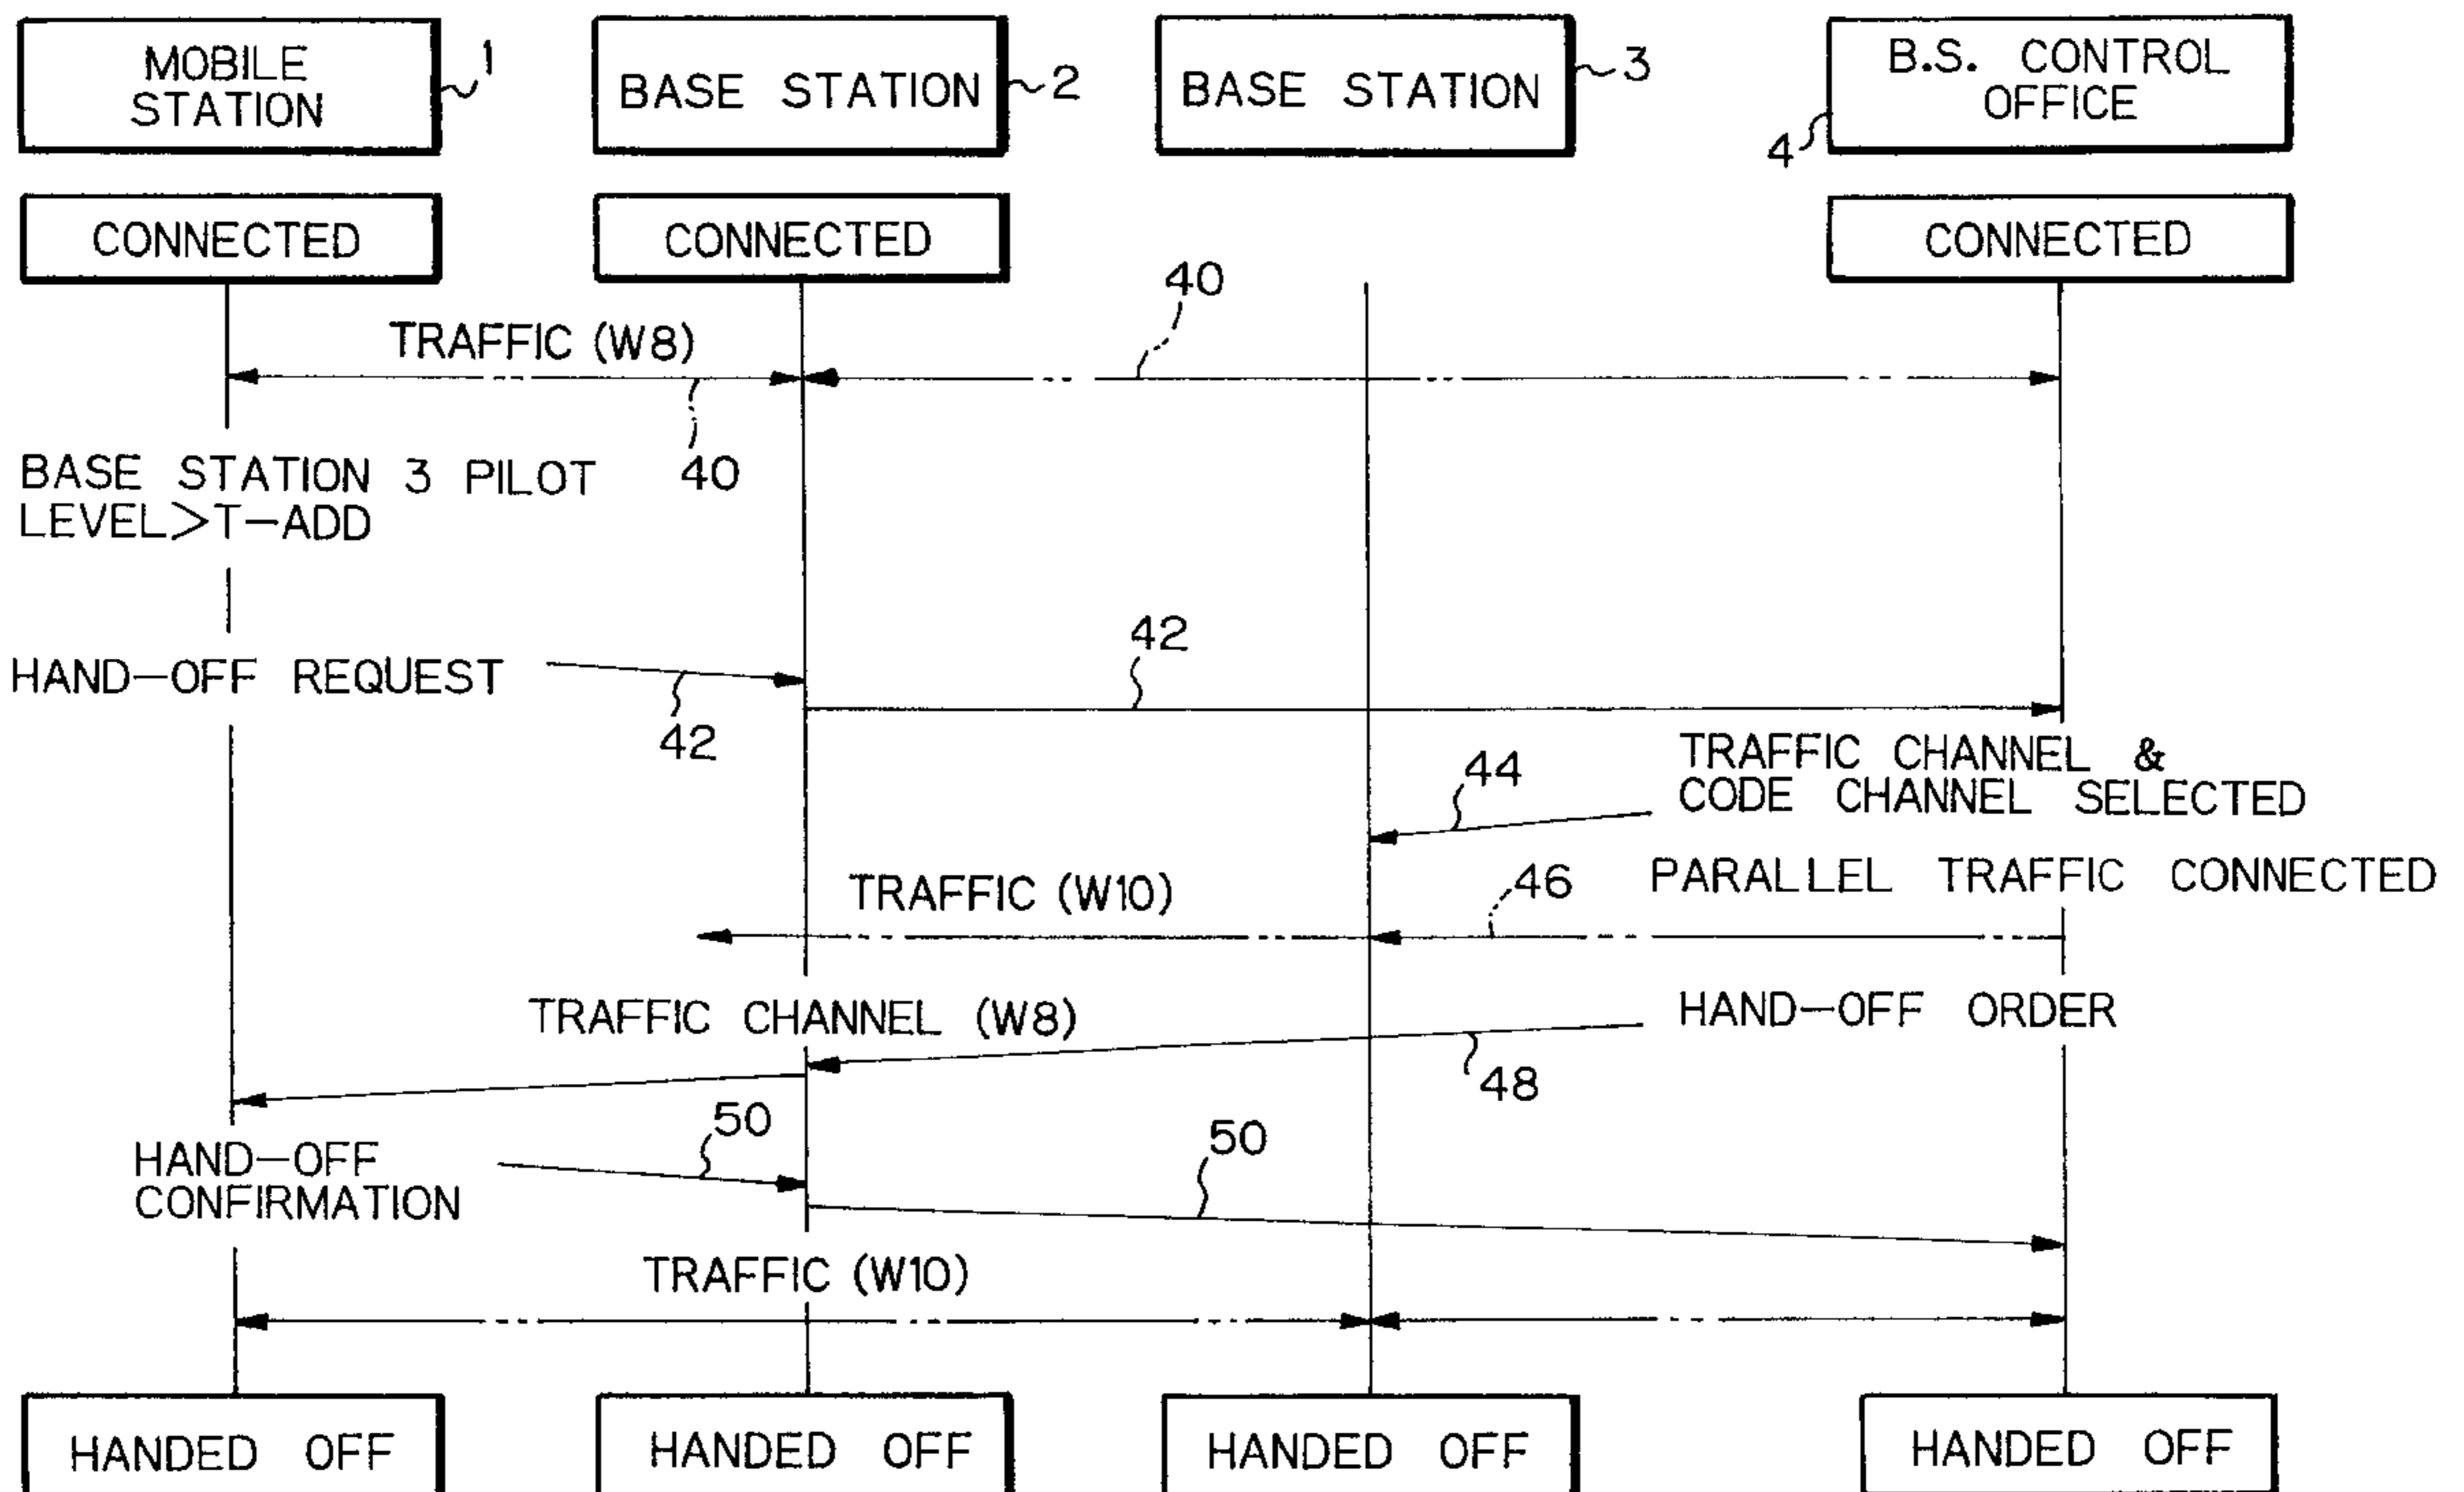 MOBILE
STATION
1
BASE STATION
2
BASE STATION
3
B.S. CONTROL
OFFICE
4
CONNECTED
CONNECTED
CONNECTED
40
TRAFFIC (W8)
40
BASE STATION 3 PILOT
LEVEL>T-ADD
HAND-OFF REQUEST
42
42
TRAFFIC CHANNEL &
CODE CHANNEL SELECTED
44
PARALLEL TRAFFIC CONNECTED
46
TRAFFIC (W10)
TRAFFIC CHANNEL (W8)
HAND-OFF ORDER
48
HAND-OFF
CONFIRMATION
50
50
TRAFFIC (W10)
HANDED OFF
HANDED OFF
HANDED OFF
HANDED OFF